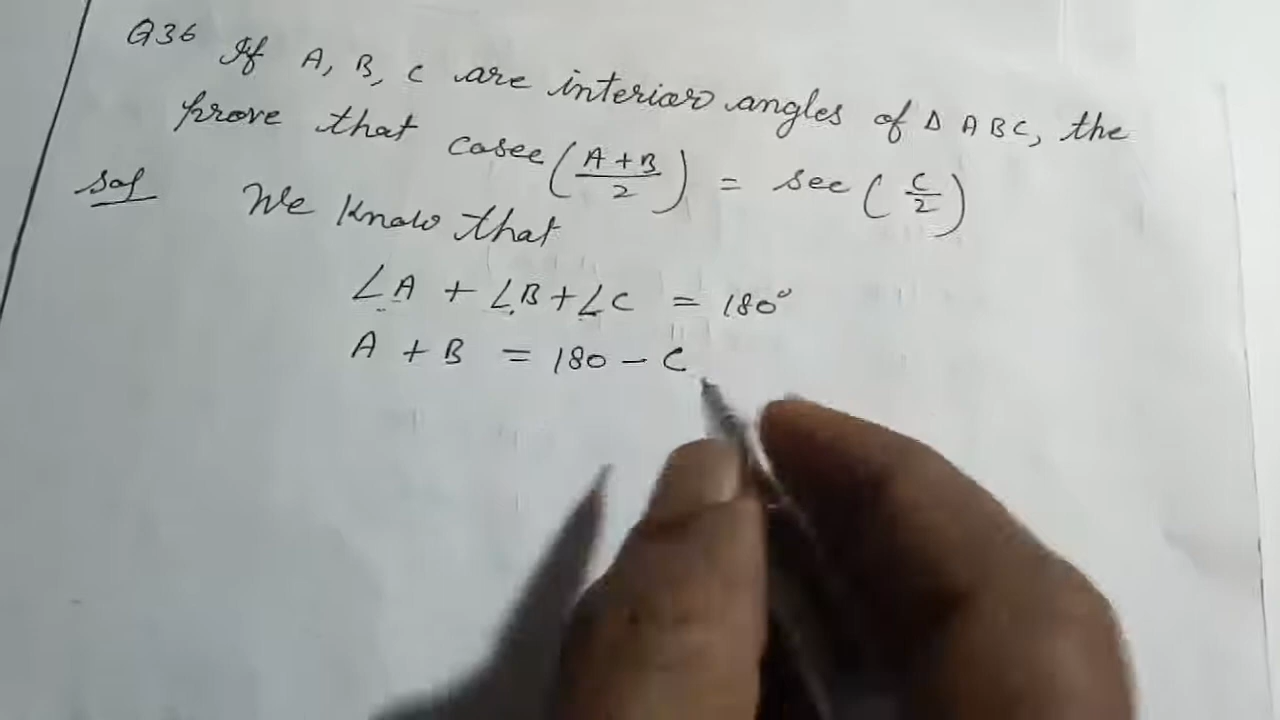 Q36 If A, B, C are interior angles of Δ ABC, the
prove that cosec (A+B/2) = sec (C/2)
Sol We Know that
∠A + ∠B + ∠C = 180°
A + B = 180 - C